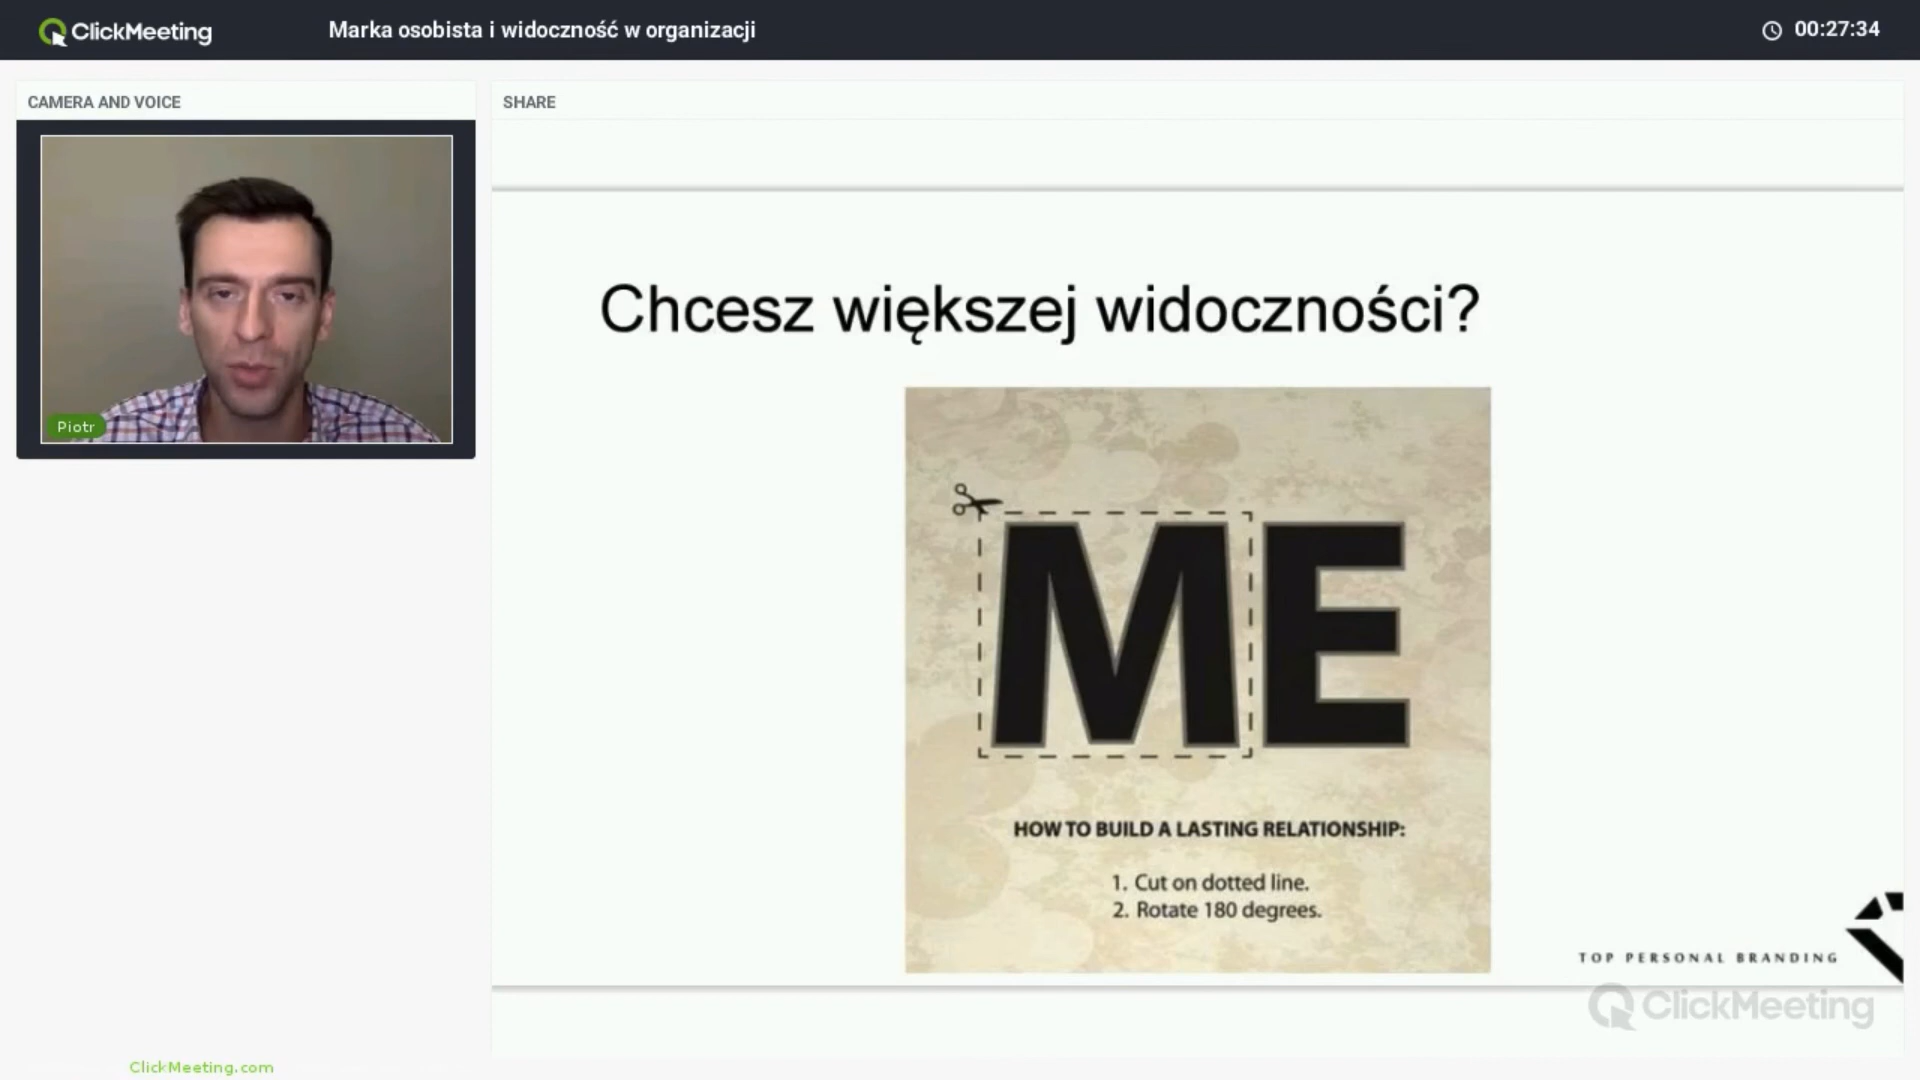 ClickMeeting
Marka osobista i widoczność w organizacji
00:27:34
CAMERA AND VOICE
SHARE
Piotr
Chcesz większej widoczności?
ME
HOW TO BUILD A LASTING RELATIONSHIP:
1. Cut on dotted line.
2. Rotate 180 degrees.
TOP PERSONAL BRANDING
ClickMeeting
ClickMeeting.com